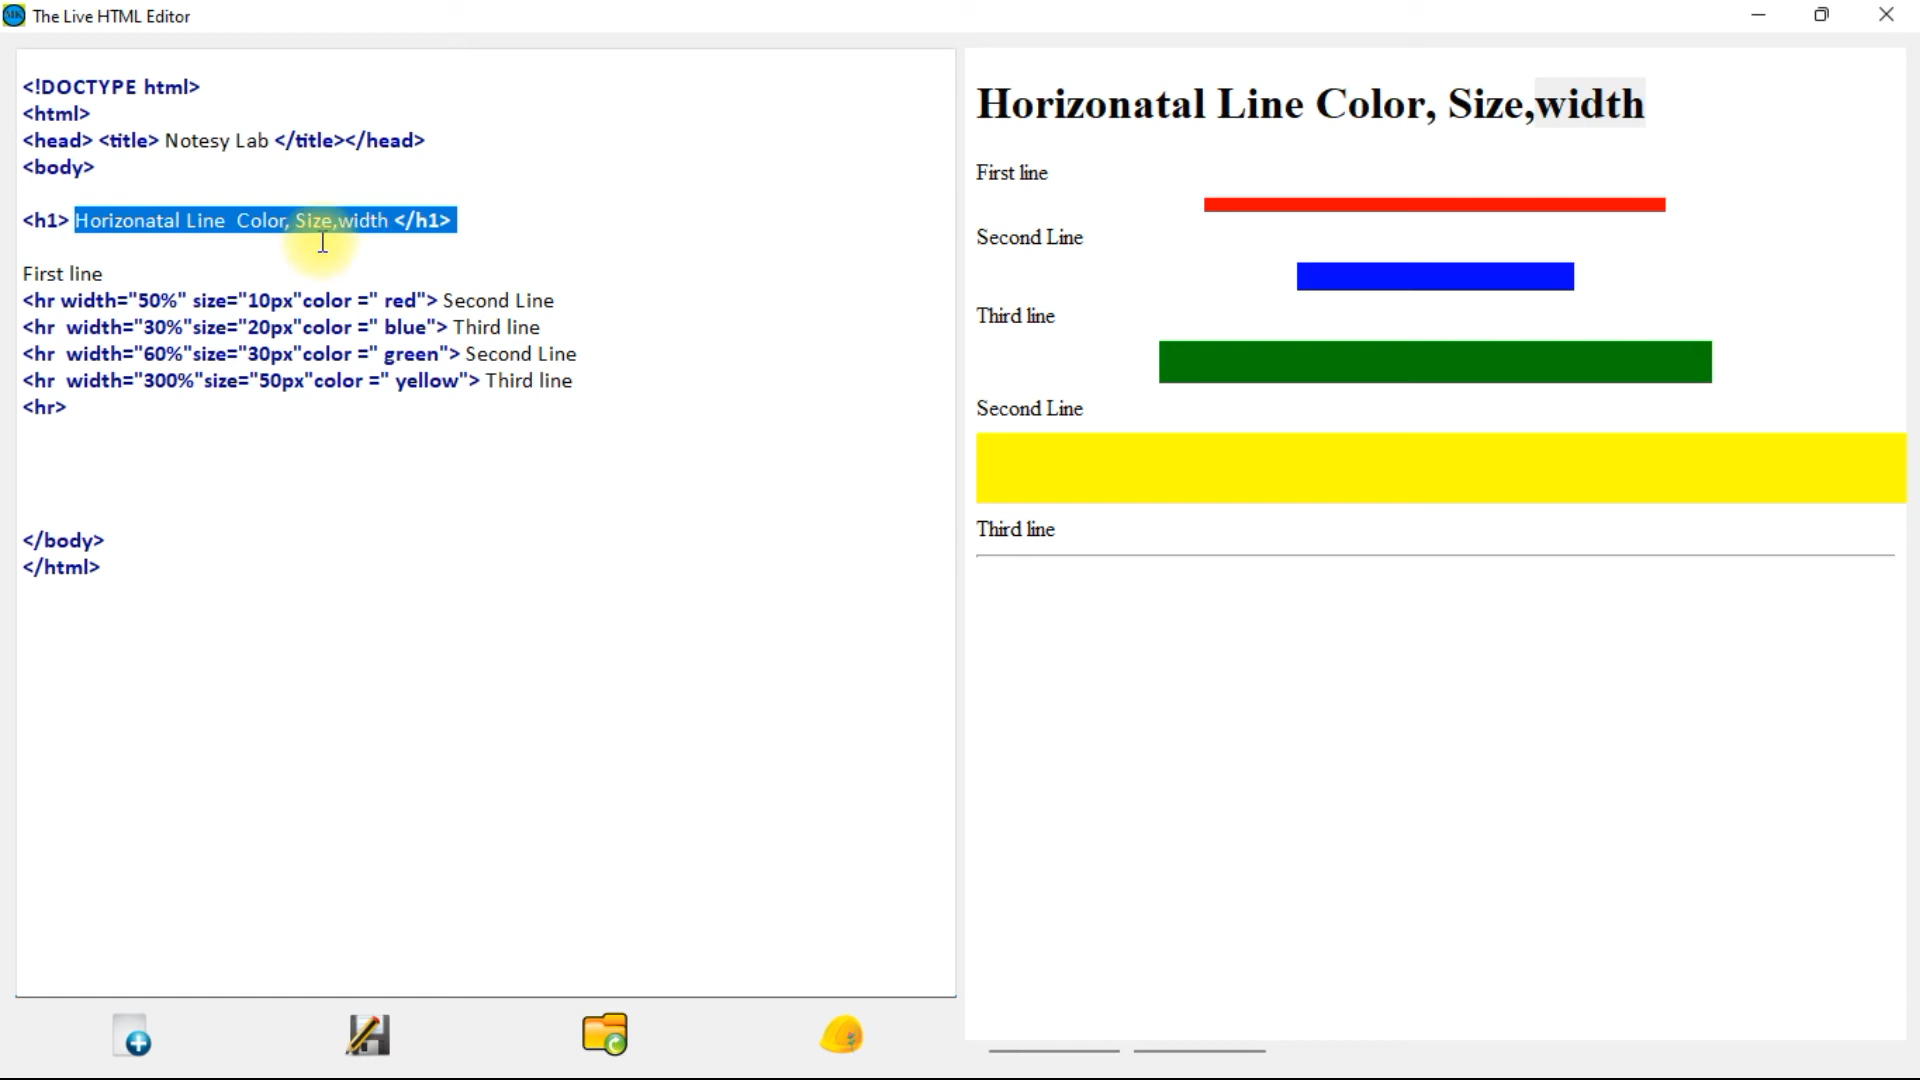 The Live HTML Editor
<!DOCTYPE html>
<html>
<head> <title> Notesy Lab </title></head>
<body>
<h1> Horizonatal Line  Color, Size,width </h1>
First line
<hr width="50%" size="10px"color =" red"> Second Line
<hr  width="30%"size="20px"color =" blue"> Third line
<hr  width="60%"size="30px"color =" green"> Second Line
<hr  width="300%"size="50px"color =" yellow"> Third line
<hr>
</body>
</html>
Horizonatal Line Color, Size,width
First line
Second Line
Third line
Second Line
Third line